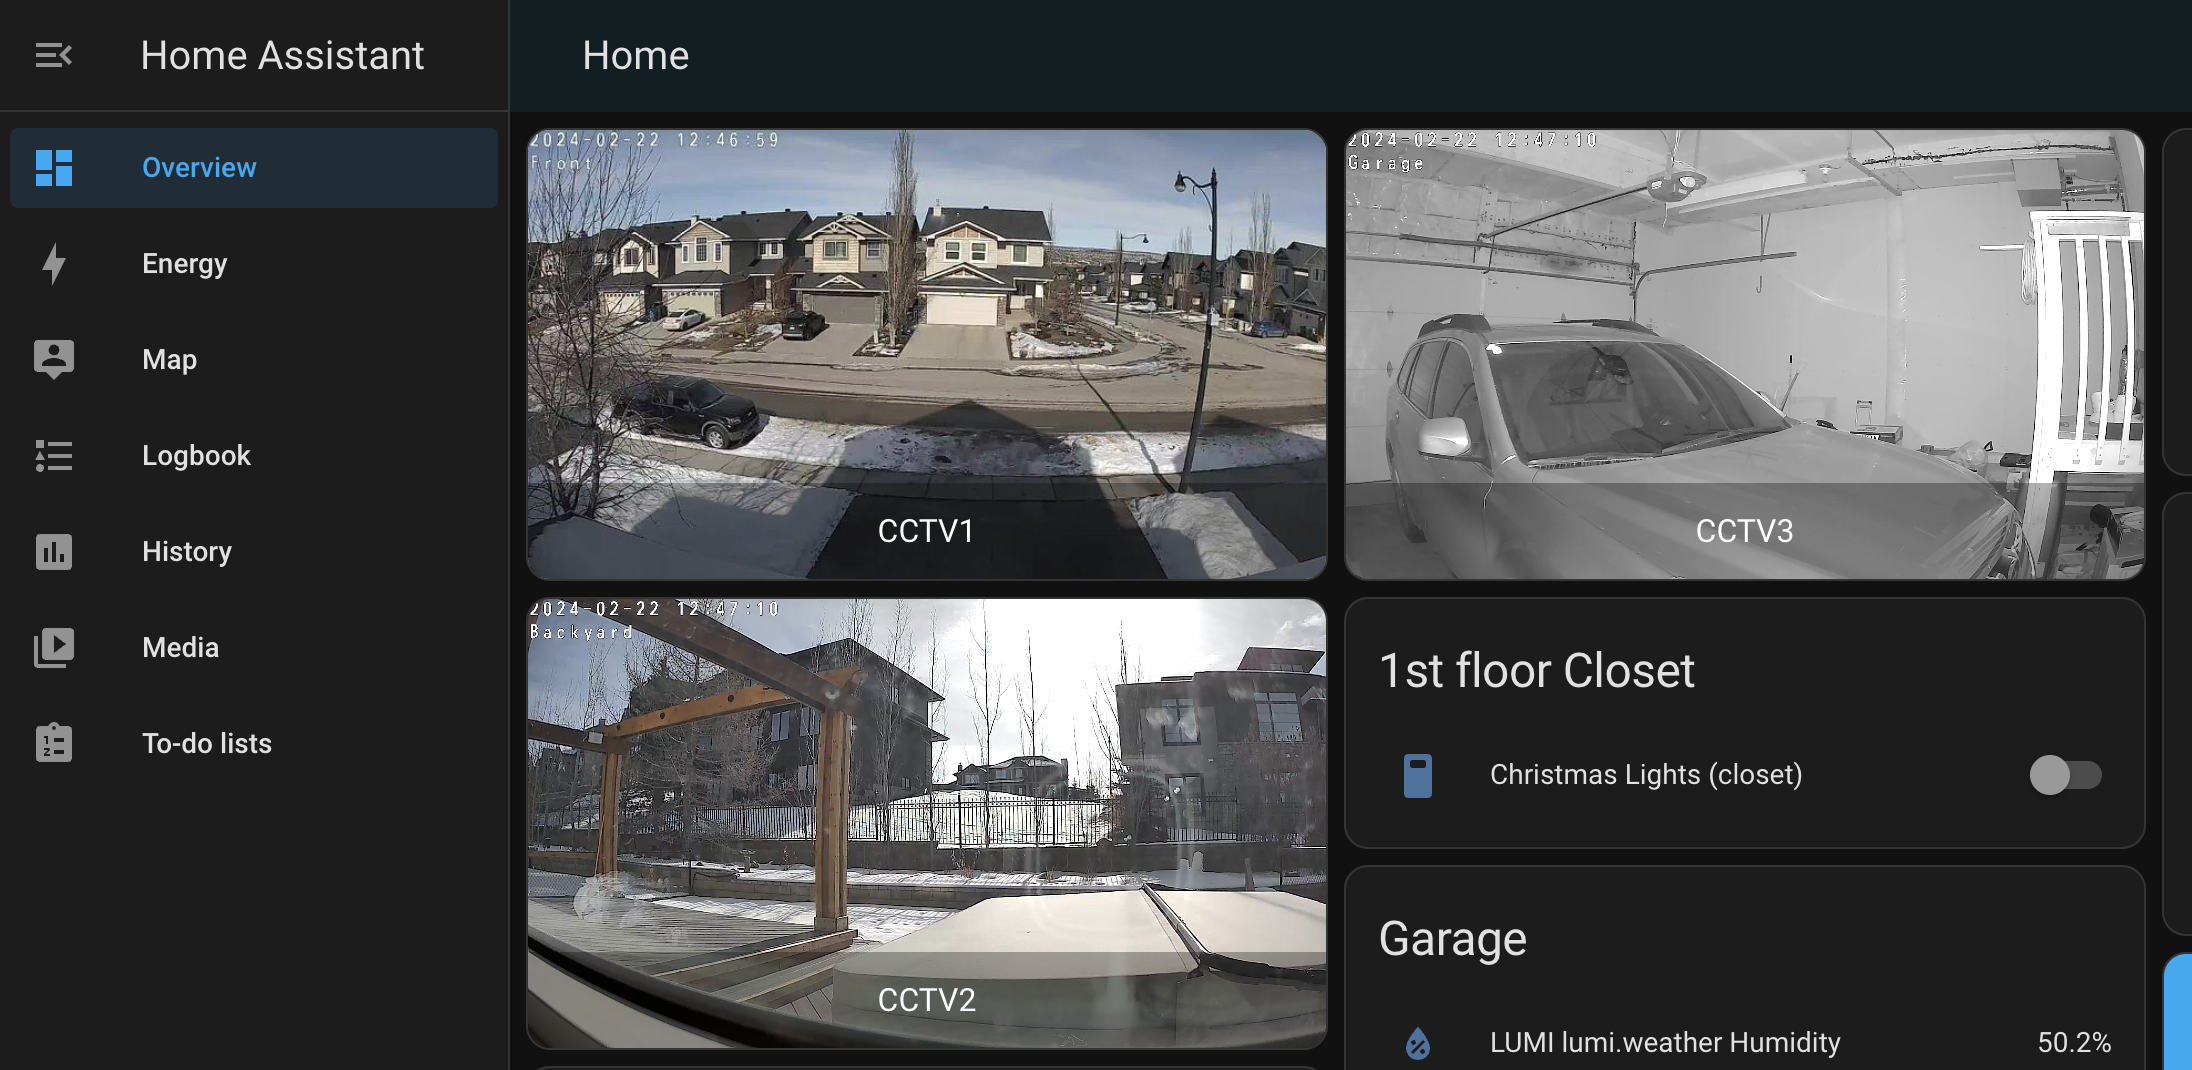 Home Assistant
Home
Overview
Energy
Map
Logbook
History
Media
To-do lists
2024-02-22 12:46:59
Front
CCTV1
2024-02-22 12:47:10
Garage
CCTV3
2024-02-22 12:47:10
Backyard
CCTV2
1st floor Closet
Christmas Lights (closet)
Garage
LUMI lumi.weather Humidity
50.2%